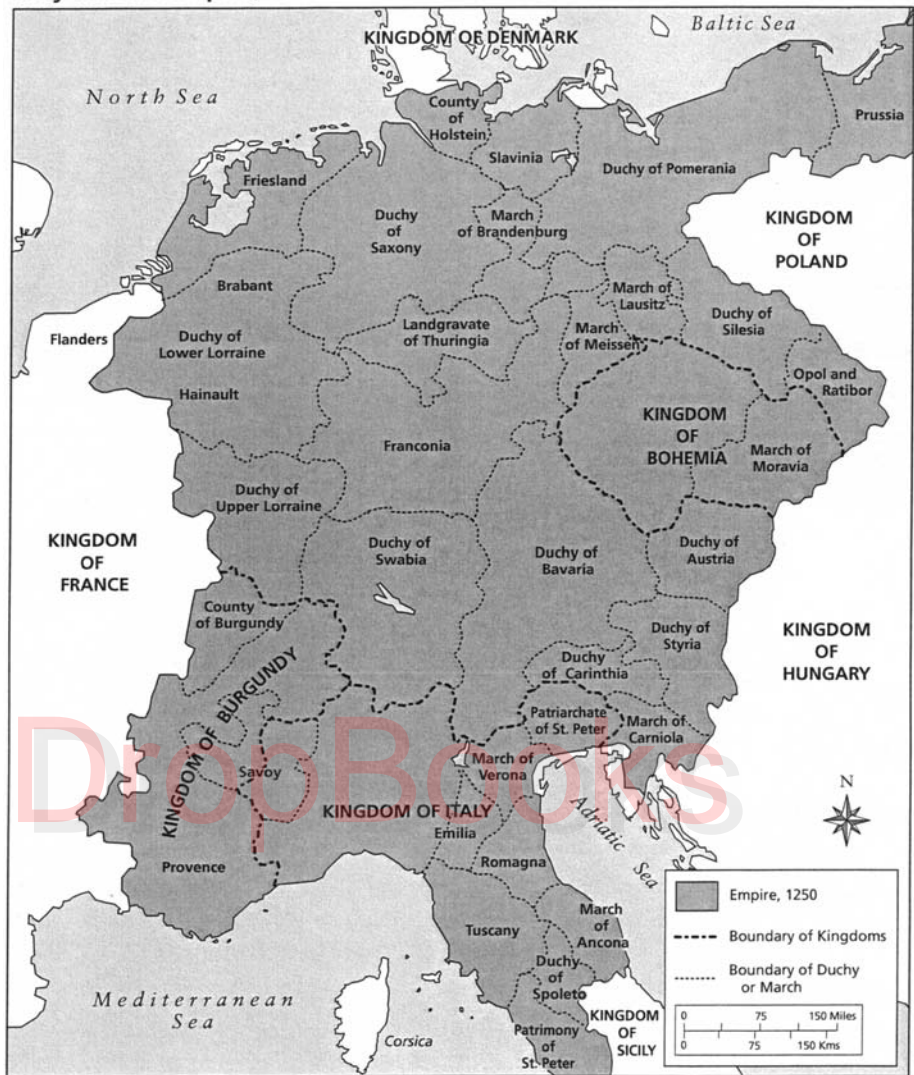 KINGDOM OF DENMARK
Baltic Sea
North Sea
County
of
Holstein
Slavinia
Prussia
Duchy of Pomerania
Friesland
Duchy
of
Saxony
March
of Brandenburg
KINGDOM
OF
POLAND
Brabant
March of
Lausitz
Flanders
Duchy of
Lower Lorraine
Landgravate
of Thuringia
March
of Meissen
Duchy of
Silesia
Hainault
Opol and
Ratibor
Franconia
KINGDOM
OF
BOHEMIA
March of
Moravia
Duchy of
Upper Lorraine
KINGDOM
OF
FRANCE
Duchy of
Swabia
Duchy of
Bavaria
Duchy of
Austria
County
of Burgundy
Duchy of
Styria
KINGDOM
OF
HUNGARY
KINGDOM OF BURGUNDY
Duchy
of Carinthia
Patriarchate
of St. Peter
March of
Carniola
DropBooks
Savoy
March of
Verona
KINGDOM OF ITALY
Emilia
Adriatic Sea
N
Provence
Romagna
Tuscany
March
of
Ancona
Duchy
of
Spoleto
Mediterranean
Sea
Corsica
Patrimony
of
St. Peter
KINGDOM
OF
SICILY
Empire, 1250
Boundary of Kingdoms
Boundary of Duchy
or March
0 75 150 Miles
0 75 150 Kms